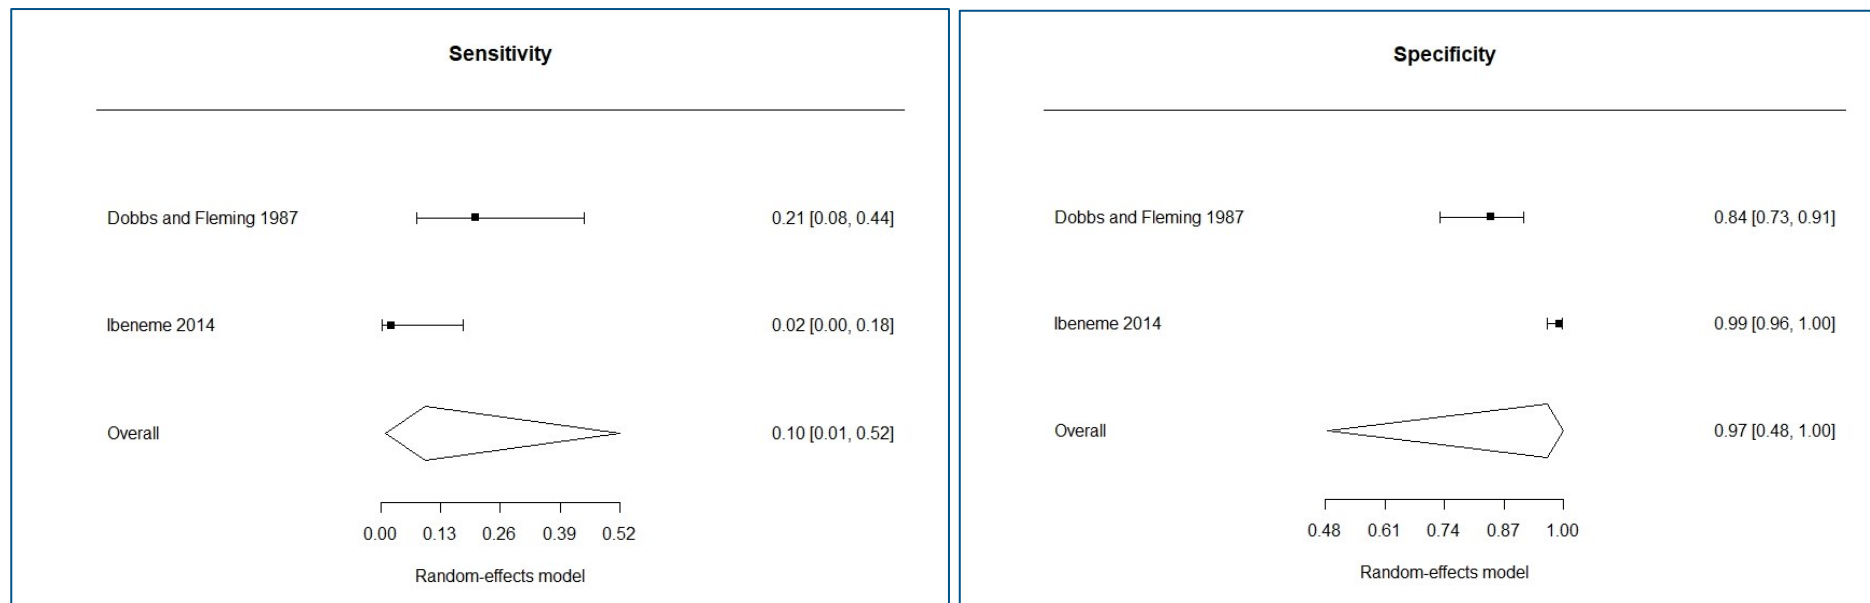 Sensitivity
Dobbs and Fleming 1987 0.21 [0.08, 0.44]
Ibeneme 2014 0.02 [0.00, 0.18]
Overall 0.10 [0.01, 0.52]
0.00 0.13 0.26 0.39 0.52
Random-effects model
Specificity
Dobbs and Fleming 1987 0.84 [0.73, 0.91]
Ibeneme 2014 0.99 [0.96, 1.00]
Overall 0.97 [0.48, 1.00]
0.48 0.61 0.74 0.87 1.00
Random-effects model